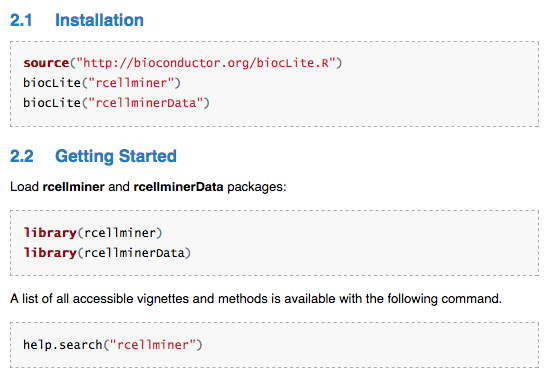 2.1 Installation
source("http://bioconductor.org/biocLite.R")
biocLite("rcellminer")
biocLite("rcellminerData")
2.2 Getting Started
Load rcellminer and rcellminerData packages:
library(rcellminer)
library(rcellminerData)
A list of all accessible vignettes and methods is available with the following command.
help.search("rcellminer")